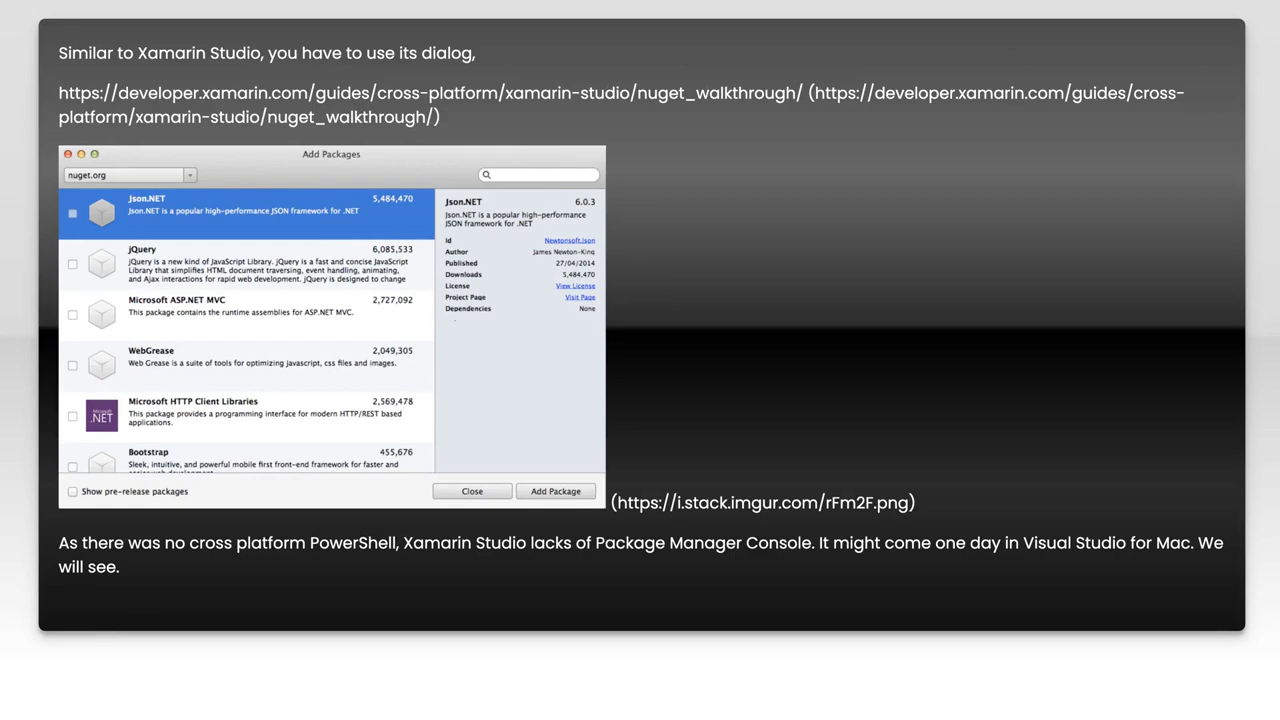 Similar to Xamarin Studio, you have to use its dialog,
https://developer.xamarin.com/guides/cross-platform/xamarin-studio/nuget_walkthrough/ (https://developer.xamarin.com/guides/cross-
platform/xamarin-studio/nuget_walkthrough/)
Add Packages
nuget.org
Json.NET 5,484,470
Json.NET is a popular high-performance JSON framework for .NET
jQuery 6,085,533
jQuery is a new kind of JavaScript Library. jQuery is a fast and concise JavaScript
Library that simplifies HTML document traversing, event handling, animating,
and Ajax interactions for rapid web development. jQuery is designed to change
Microsoft ASP.NET MVC 2,727,092
This package contains the runtime assemblies for ASP.NET MVC.
WebGrease 2,049,305
Web Grease is a suite of tools for optimizing javascript, css files and images.
Microsoft HTTP Client Libraries 2,569,478
Microsoft
.NET
This package provides a programming interface for modern HTTP/REST based
applications.
Bootstrap 455,676
Sleek, intuitive, and powerful mobile first front-end framework for faster and
Json.NET 6.0.3
Json.NET is a popular high-performance
JSON framework for .NET
Id Newtonsoft.Json
Author James Newton-King
Published 27/04/2014
Downloads 5,484,470
License View License
Project Page Visit Page
Dependencies None
Show pre-release packages
Close
Add Package
(https://i.stack.imgur.com/rFm2F.png)
As there was no cross platform PowerShell, Xamarin Studio lacks of Package Manager Console. It might come one day in Visual Studio for Mac. We
will see.